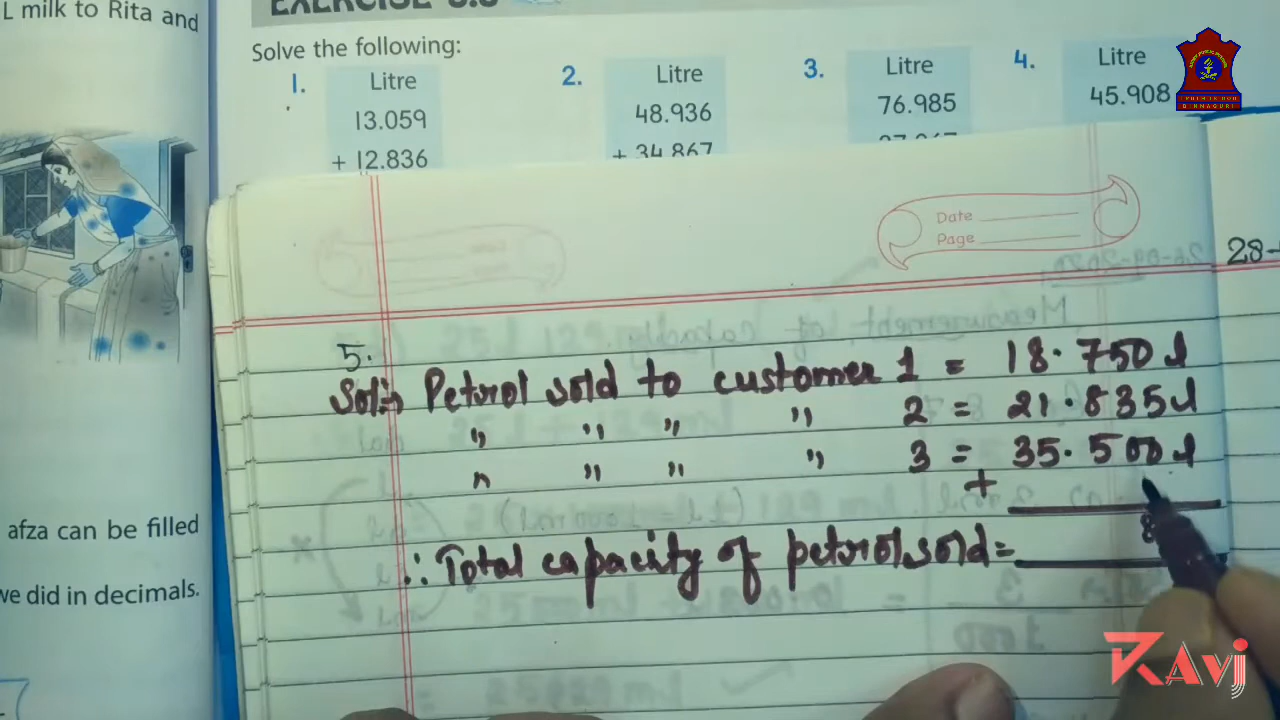 L milk to Rita and
Solve the following:
1.
Litre
13.059
+ 12.836
2.
Litre
48.936
+ 34.867
3.
Litre
76.985
4.
Litre
45.908
Date
Page
28-
5.
Soln Petrol sold to customer 1 = 18.750 l
" " " " 2 = 21.835 l
" " " " 3 = 35.500 l
+
∴ Total capacity of petrol sold =
afza can be filled
we did in decimals.
RAVJ